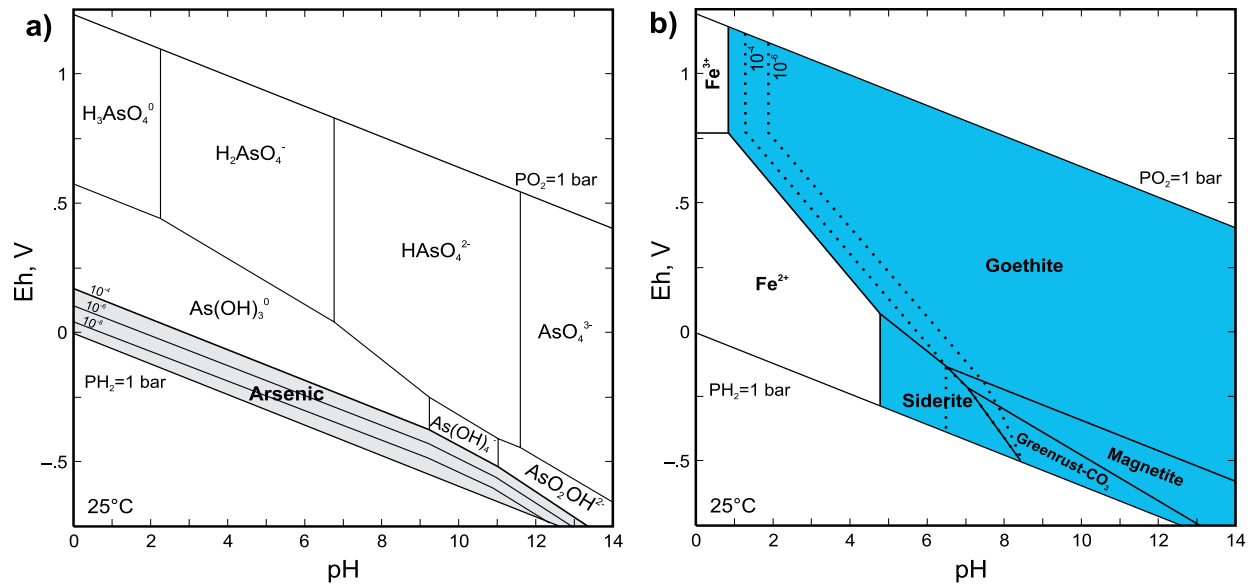 a)
1
.5
0
–.5
Eh, V
0 2 4 6 8 10 12 14
pH
H₃AsO₄⁰
H₂AsO₄⁻
HAsO₄²⁻
AsO₄³⁻
PO₂=1 bar
As(OH)₃⁰
10⁻⁴
10⁻⁶
10⁻⁸
Arsenic
PH₂=1 bar
As(OH)₄⁻
AsO₂OH²⁻
25°C
b)
1
.5
0
–.5
Eh, V
0 2 4 6 8 10 12 14
pH
Fe³⁺
10⁻⁴
10⁻⁶
PO₂=1 bar
Goethite
Fe²⁺
PH₂=1 bar
Siderite
Greenrust-CO₃
Magnetite
25°C